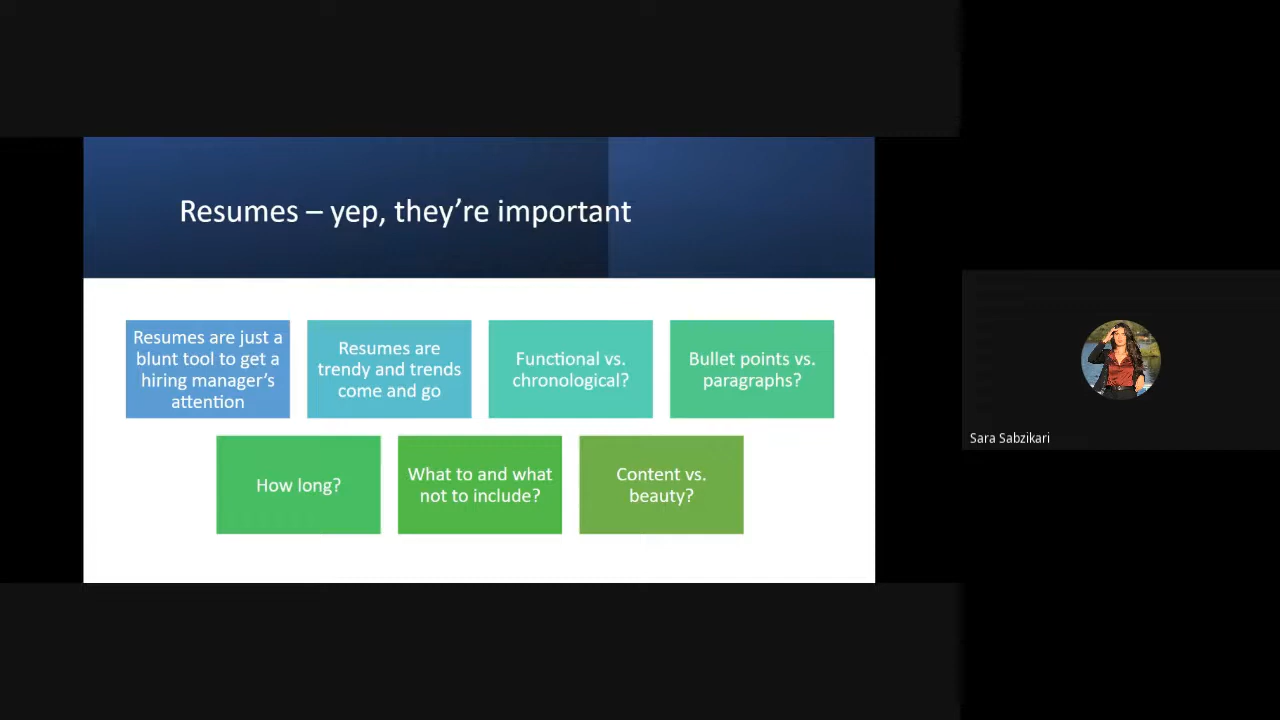 Resumes – yep, they're important
Resumes are just a
blunt tool to get a
hiring manager's
attention
Resumes are
trendy and trends
come and go
Functional vs.
chronological?
Bullet points vs.
paragraphs?
How long?
What to and what
not to include?
Content vs.
beauty?
Sara Sabzikari